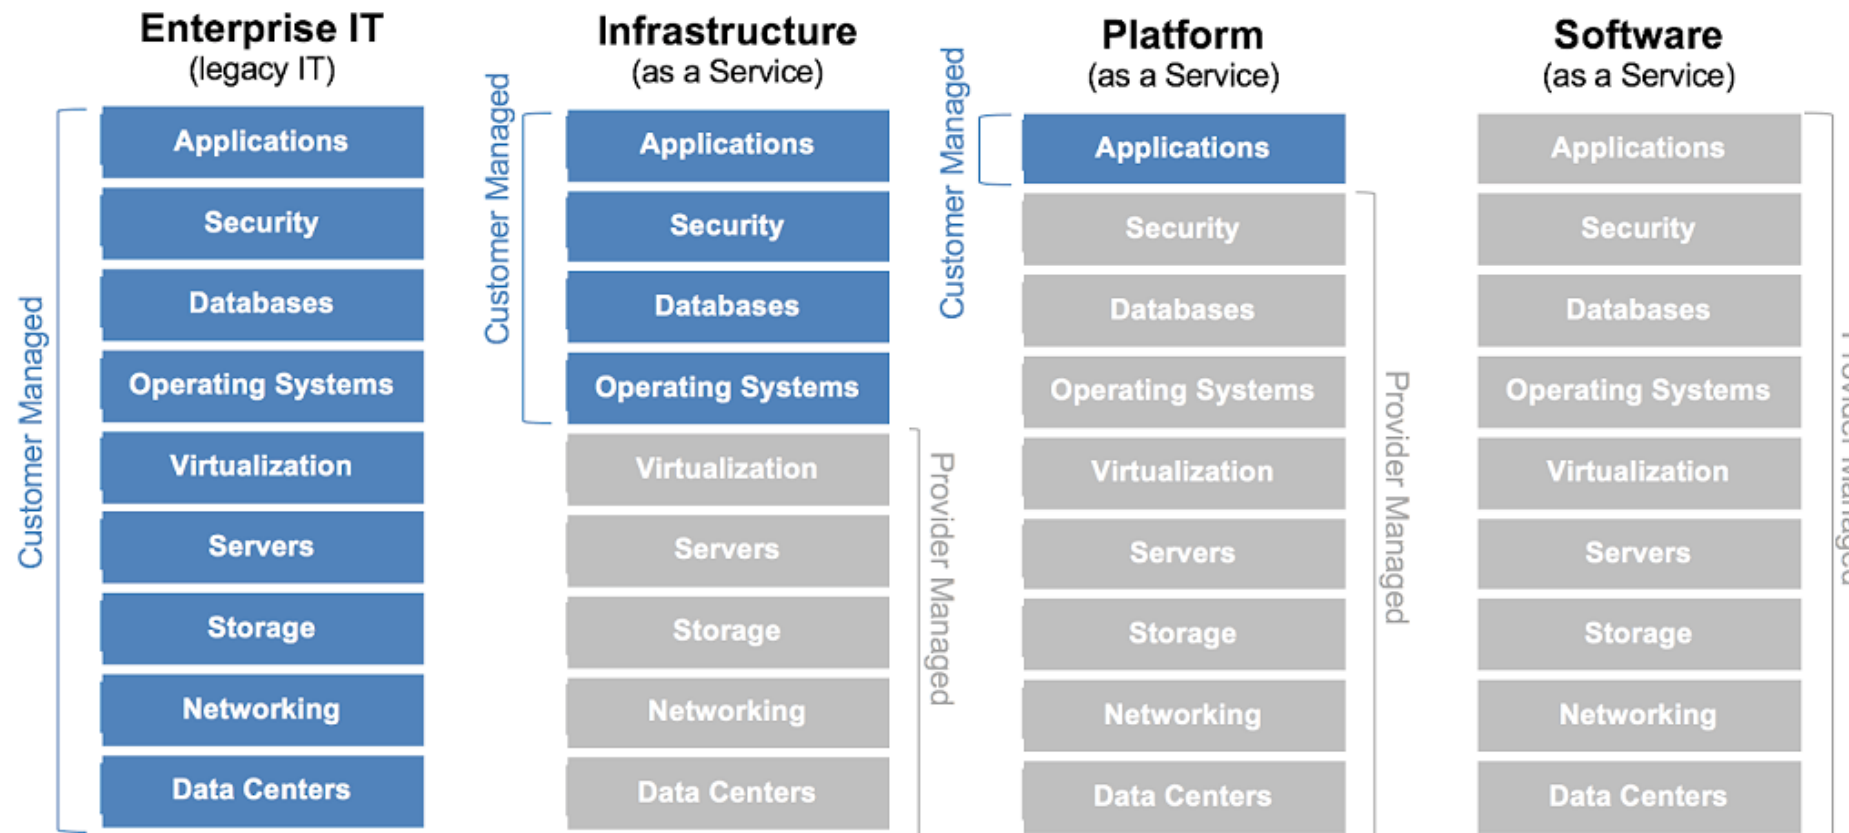 Enterprise IT
(legacy IT)
Customer Managed
Applications
Security
Databases
Operating Systems
Virtualization
Servers
Storage
Networking
Data Centers
Infrastructure
(as a Service)
Customer Managed
Applications
Security
Databases
Operating Systems
Virtualization
Servers
Storage
Networking
Data Centers
Provider Managed
Platform
(as a Service)
Customer Managed
Applications
Security
Databases
Operating Systems
Virtualization
Servers
Storage
Networking
Data Centers
Provider Managed
Software
(as a Service)
Applications
Security
Databases
Operating Systems
Virtualization
Servers
Storage
Networking
Data Centers
Provider Managed